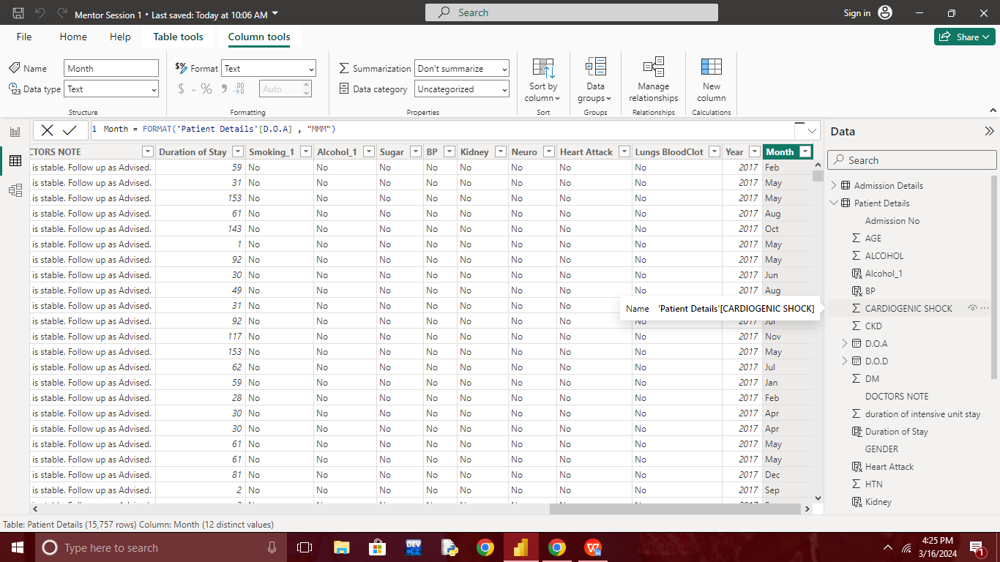 Mentor Session 1 • Last saved: Today at 10:06 AM
Search
Sign in
File Home Help Table tools Column tools
Share
Name Month
Data type Text
Structure
Format Text
$ % 9 .00
Auto
Formatting
Summarization Don't summarize
Data category Uncategorized
Properties
Sort by column
Sort
Data groups
Groups
Manage relationships
Relationships
New column
Calculations
1 Month = FORMAT('Patient Details'[D.O.A] , "MMM")
CTORS NOTE Duration of Stay Smoking_1 Alcohol_1 Sugar BP Kidney Neuro Heart Attack Lungs BloodClot Year Month
is stable. Follow up as Advised. 59 No No No No No No No No 2017 Feb
is stable. Follow up as Advised. 31 No No No No No No No No 2017 May
is stable. Follow up as Advised. 153 No No No No No No No No 2017 May
is stable. Follow up as Advised. 61 No No No No No No No No 2017 Aug
is stable. Follow up as Advised. 143 No No No No No No No No 2017 Oct
is stable. Follow up as Advised. 1 No No No No No No No No 2017 May
is stable. Follow up as Advised. 92 No No No No No No No No 2017 May
is stable. Follow up as Advised. 30 No No No No No No No No 2017 Jun
is stable. Follow up as Advised. 49 No No No No No No No No 2017 Aug
is stable. Follow up as Advised. 31 No No No No No No No
Name 'Patient Details'[CARDIOGENIC SHOCK]
is stable. Follow up as Advised. 92 No No No No No No No No 2017 Jul
is stable. Follow up as Advised. 117 No No No No No No No No 2017 Nov
is stable. Follow up as Advised. 153 No No No No No No No No 2017 May
is stable. Follow up as Advised. 62 No No No No No No No No 2017 Jul
is stable. Follow up as Advised. 59 No No No No No No No No 2017 Jan
is stable. Follow up as Advised. 28 No No No No No No No No 2017 Feb
is stable. Follow up as Advised. 30 No No No No No No No No 2017 Apr
is stable. Follow up as Advised. 30 No No No No No No No No 2017 Apr
is stable. Follow up as Advised. 61 No No No No No No No No 2017 May
is stable. Follow up as Advised. 61 No No No No No No No No 2017 May
is stable. Follow up as Advised. 81 No No No No No No No No 2017 Dec
is stable. Follow up as Advised. 2 No No No No No No No No 2017 Sep
Data
Search
Admission Details
Patient Details
Admission No
AGE
ALCOHOL
Alcohol_1
BP
CARDIOGENIC SHOCK
CKD
D.O.A
D.O.D
DM
DOCTORS NOTE
duration of intensive unit stay
Duration of Stay
GENDER
Heart Attack
HTN
Kidney
Table: Patient Details (15,757 rows) Column: Month (12 distinct values)
Type here to search
DEV
4:25 PM
3/16/2024
1